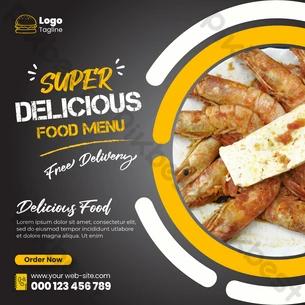 Logo
Tagline
SUPER
DELICIOUS
FOOD MENU
Free Delivery
Delicious Food
Lorem ipsum dolor sit amet, consectetur adipiscing elit,
sed do eiusmod tempor incididunt ut labore et dolore
magna aliqua. Ut enim
Order Now
www.your web-site.com
000 123 456 789